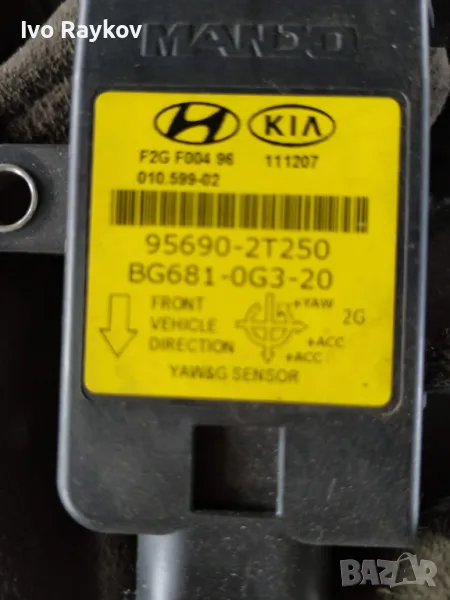 Ivo Raykov
MANDO
KIA
F2G F004 96 111207
010.599-02
95690-2T250
BG681-0G3-20
FRONT
VEHICLE
DIRECTION
+YAW
2G
+ACC
+ACC
YAW&G SENSOR
bazar